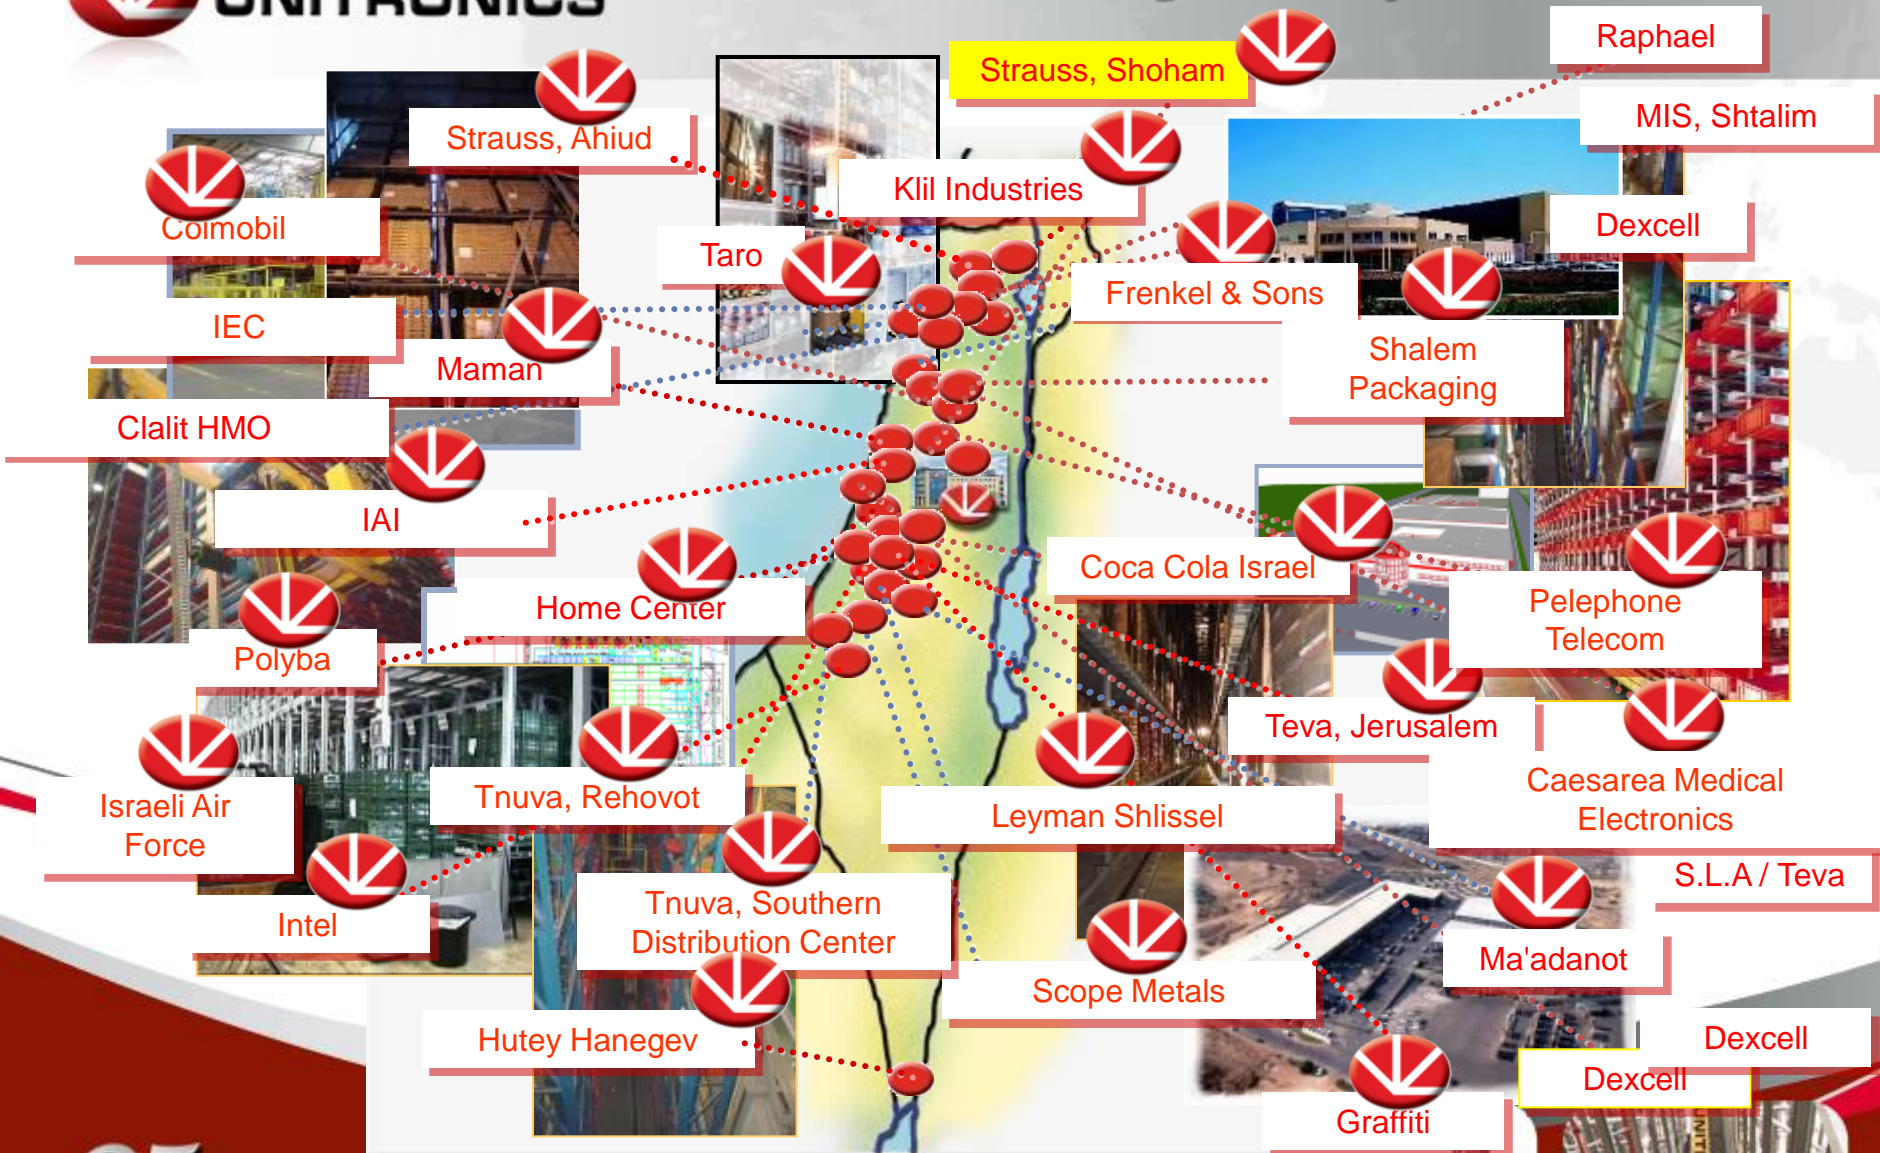 UNITRONICS
Raphael
Strauss, Shoham
MIS, Shtalim
Strauss, Ahiud
Klil Industries
Colmobil
Taro
Dexcell
Frenkel & Sons
IEC
Maman
Shalem
Packaging
Clalit HMO
IAI
Coca Cola Israel
Home Center
Pelephone
Telecom
Polyba
Teva, Jerusalem
Israeli Air
Force
Tnuva, Rehovot
Leyman Shlissel
Caesarea Medical
Electronics
S.L.A / Teva
Intel
Tnuva, Southern
Distribution Center
Ma'adanot
Scope Metals
Hutey Hanegev
Dexcell
Dexcell
Graffiti